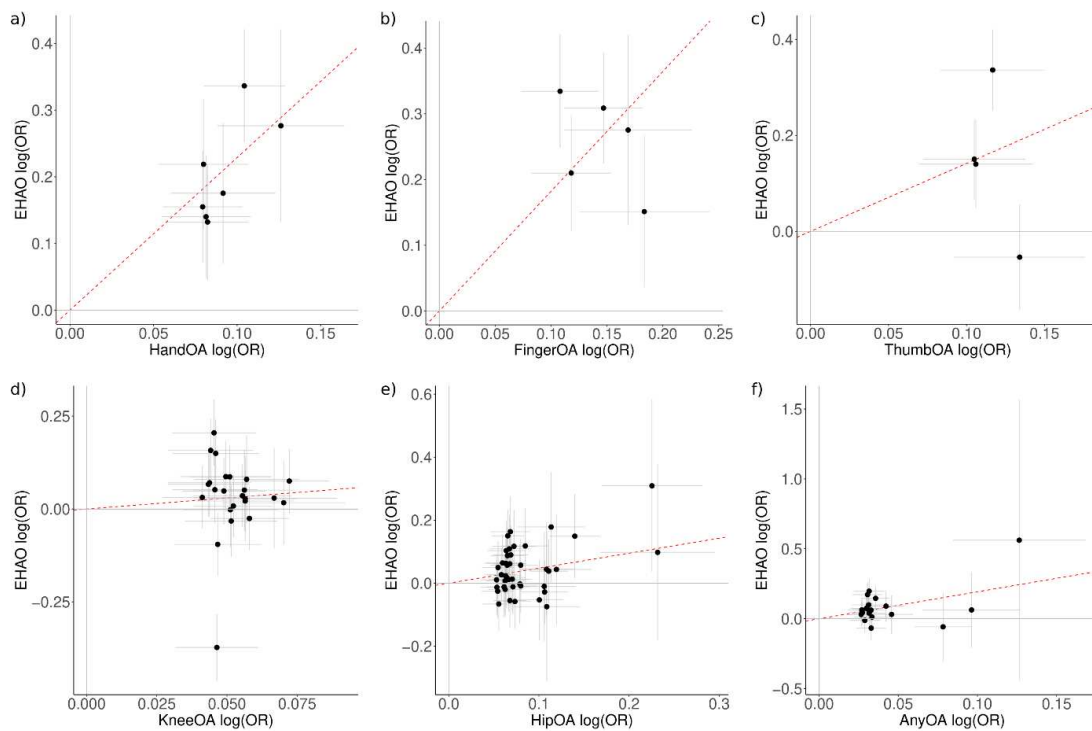 a)
0.4
0.3
0.2
0.1
0.0
EHAO log(OR)
0.00 0.05 0.10 0.15
HandOA log(OR)
b)
0.4
0.3
0.2
0.1
0.0
EHAO log(OR)
0.00 0.05 0.10 0.15 0.20 0.25
FingerOA log(OR)
c)
0.4
0.2
0.0
EHAO log(OR)
0.00 0.05 0.10 0.15
ThumbOA log(OR)
d)
0.25
0.00
−0.25
EHAO log(OR)
0.000 0.025 0.050 0.075
KneeOA log(OR)
e)
0.6
0.4
0.2
0.0
−0.2
EHAO log(OR)
0.0 0.1 0.2 0.3
HipOA log(OR)
f)
1.5
1.0
0.5
0.0
−0.5
EHAO log(OR)
0.00 0.05 0.10 0.15
AnyOA log(OR)